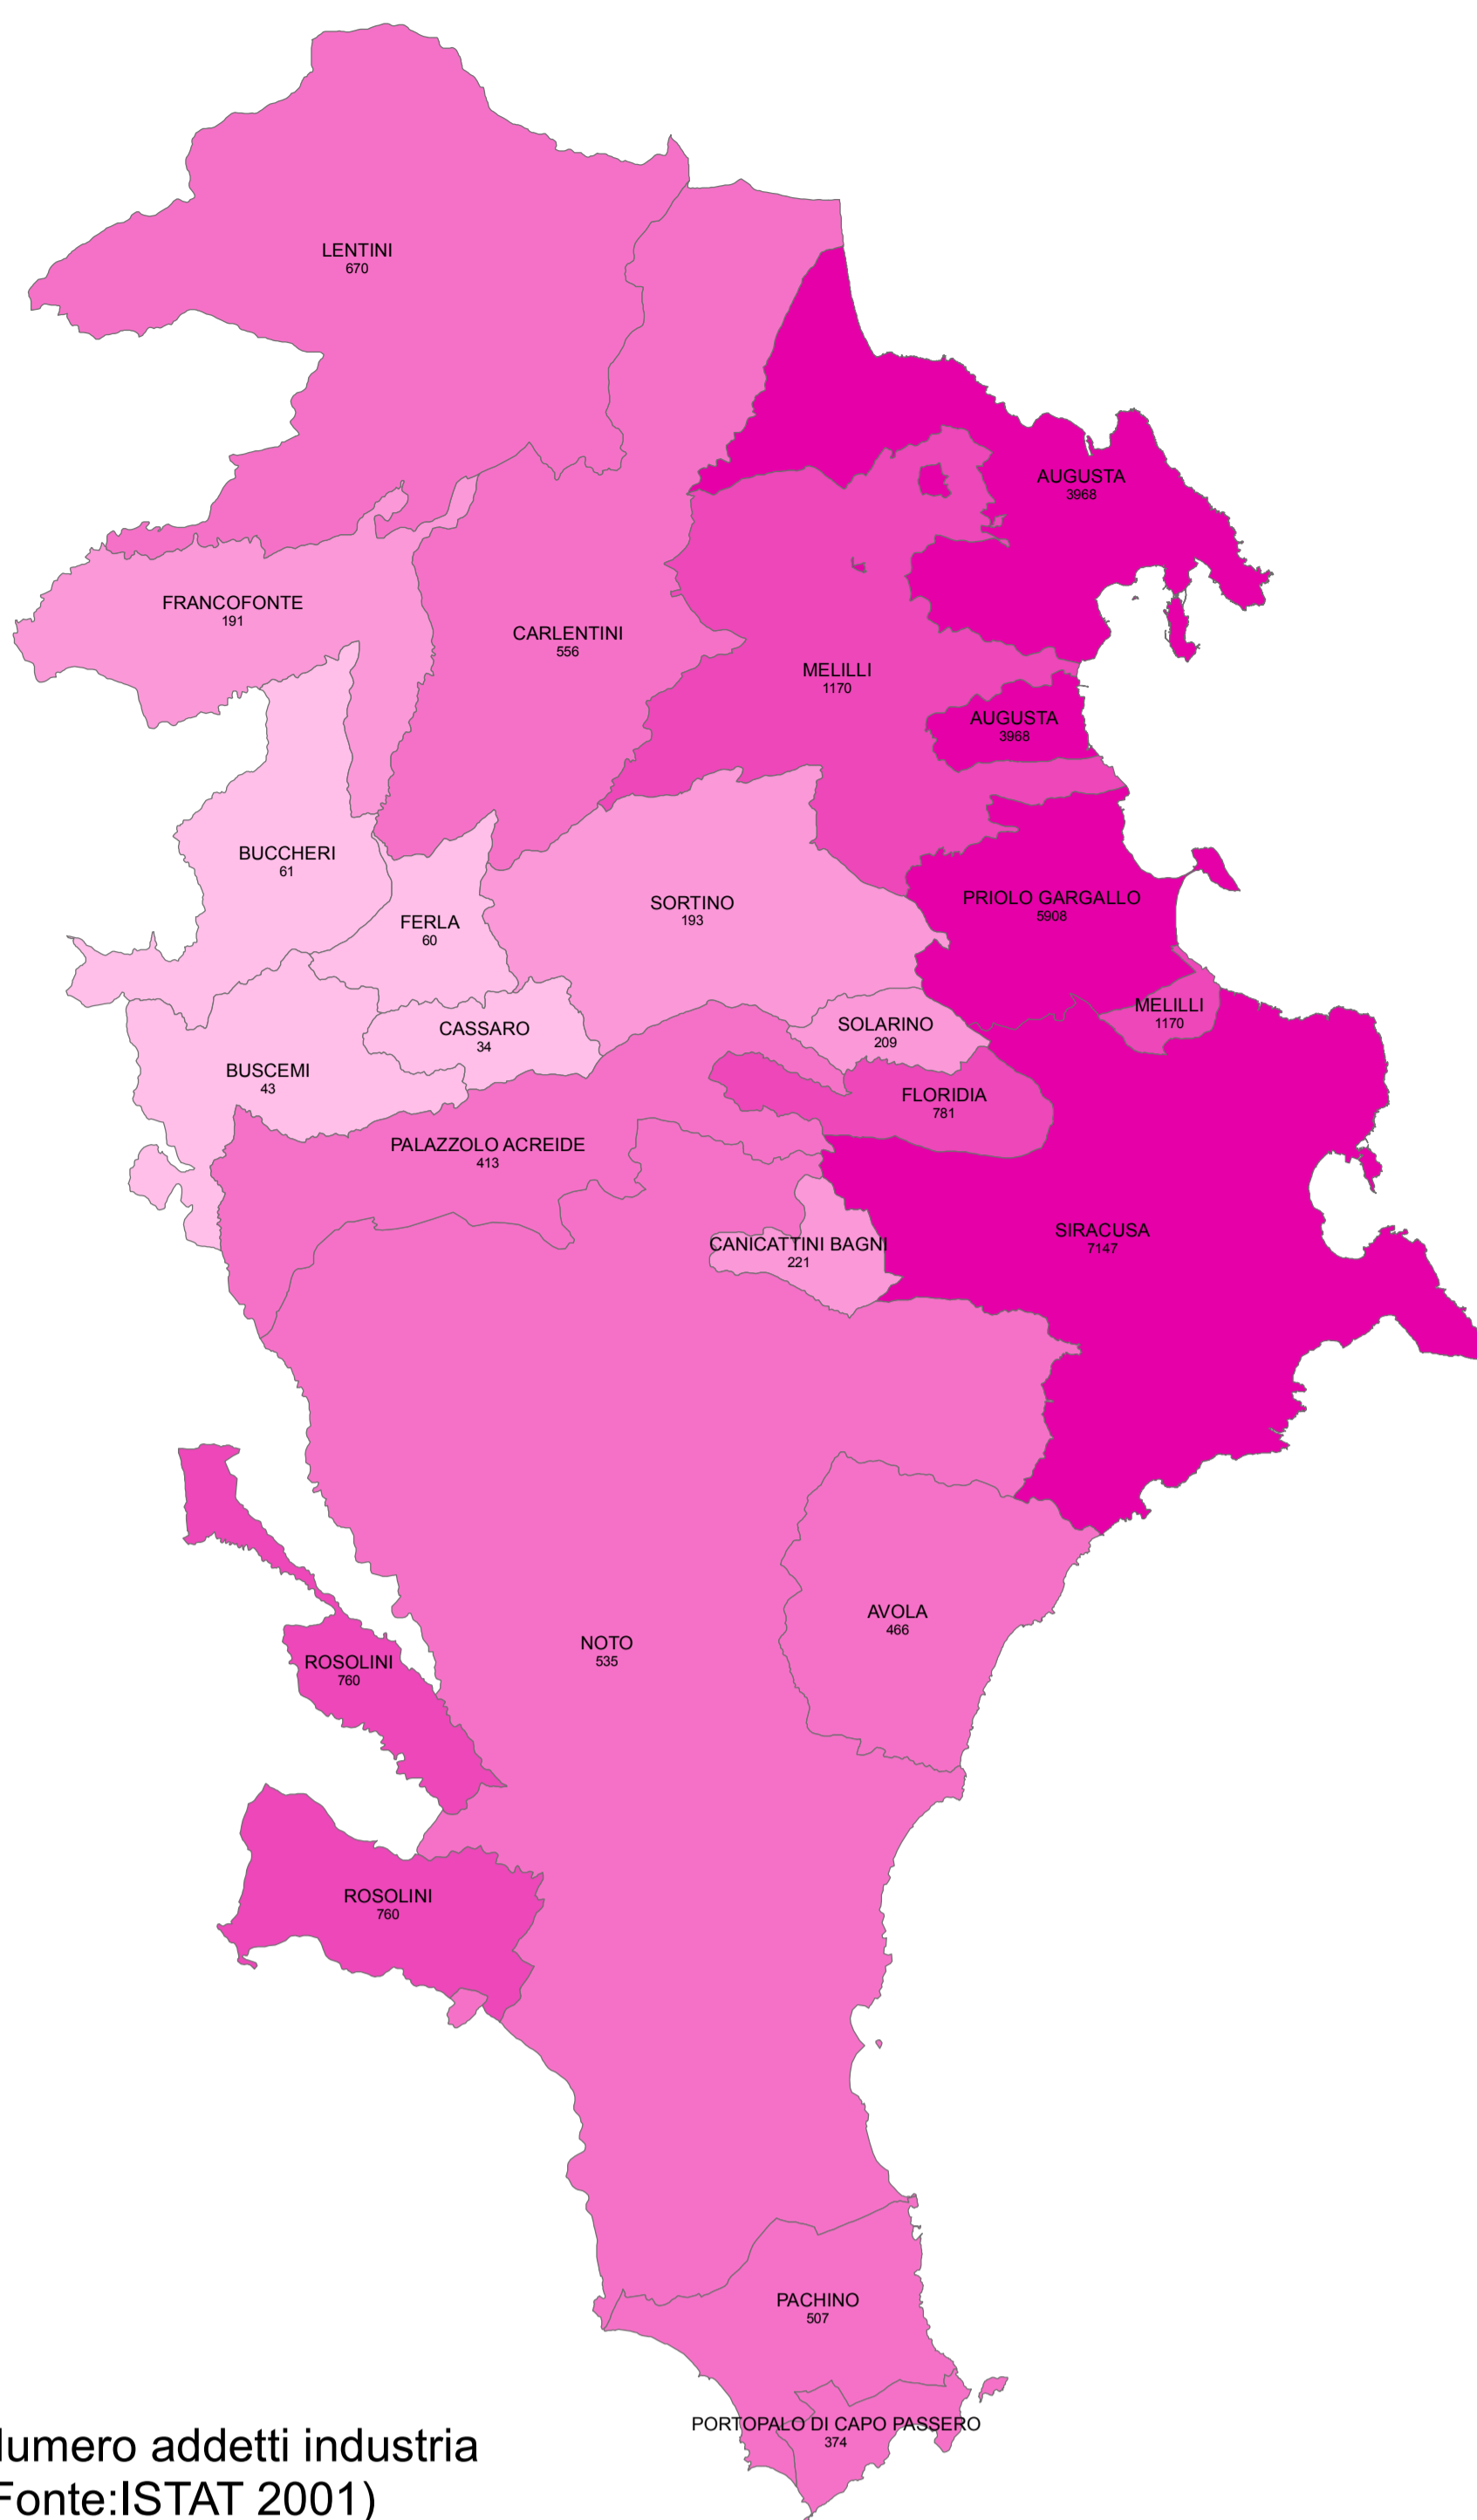 LENTINI
670
AUGUSTA
3968
FRANCOFONTE
191
CARLENTINI
556
MELILLI
1170
AUGUSTA
3968
BUCCHERI
61
FERLA
60
SORTINO
193
PRIOLO GARGALLO
5908
MELILLI
1170
CASSARO
34
SOLARINO
209
BUSCEMI
43
FLORIDIA
781
PALAZZOLO ACREIDE
413
SIRACUSA
7147
CANICATTINI BAGNI
221
AVOLA
466
NOTO
535
ROSOLINI
760
ROSOLINI
760
PACHINO
507
PORTOPALO DI CAPO PASSERO
374
umero addetti industria
Fonte:ISTAT 2001)